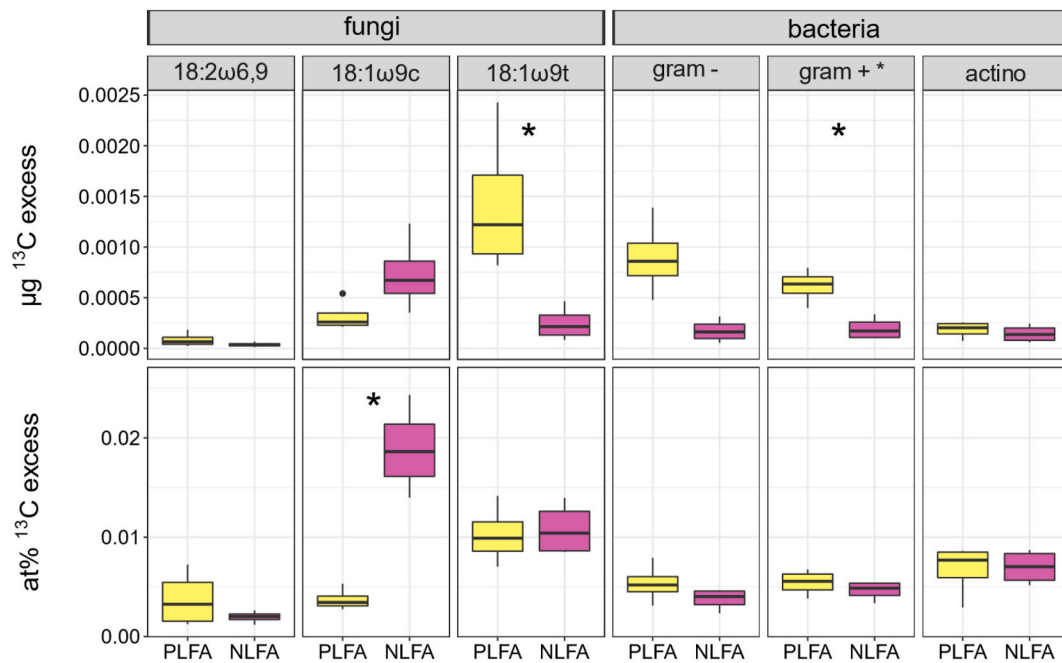 fungi bacteria
18:2ω6,9 18:1ω9c 18:1ω9t gram - gram + * actino
µg ¹³C excess
0.0025
0.0020
0.0015
0.0010
0.0005
0.0000
*
*
at% ¹³C excess
0.02
0.01
0.00
*
PLFA NLFA PLFA NLFA PLFA NLFA PLFA NLFA PLFA NLFA PLFA NLFA